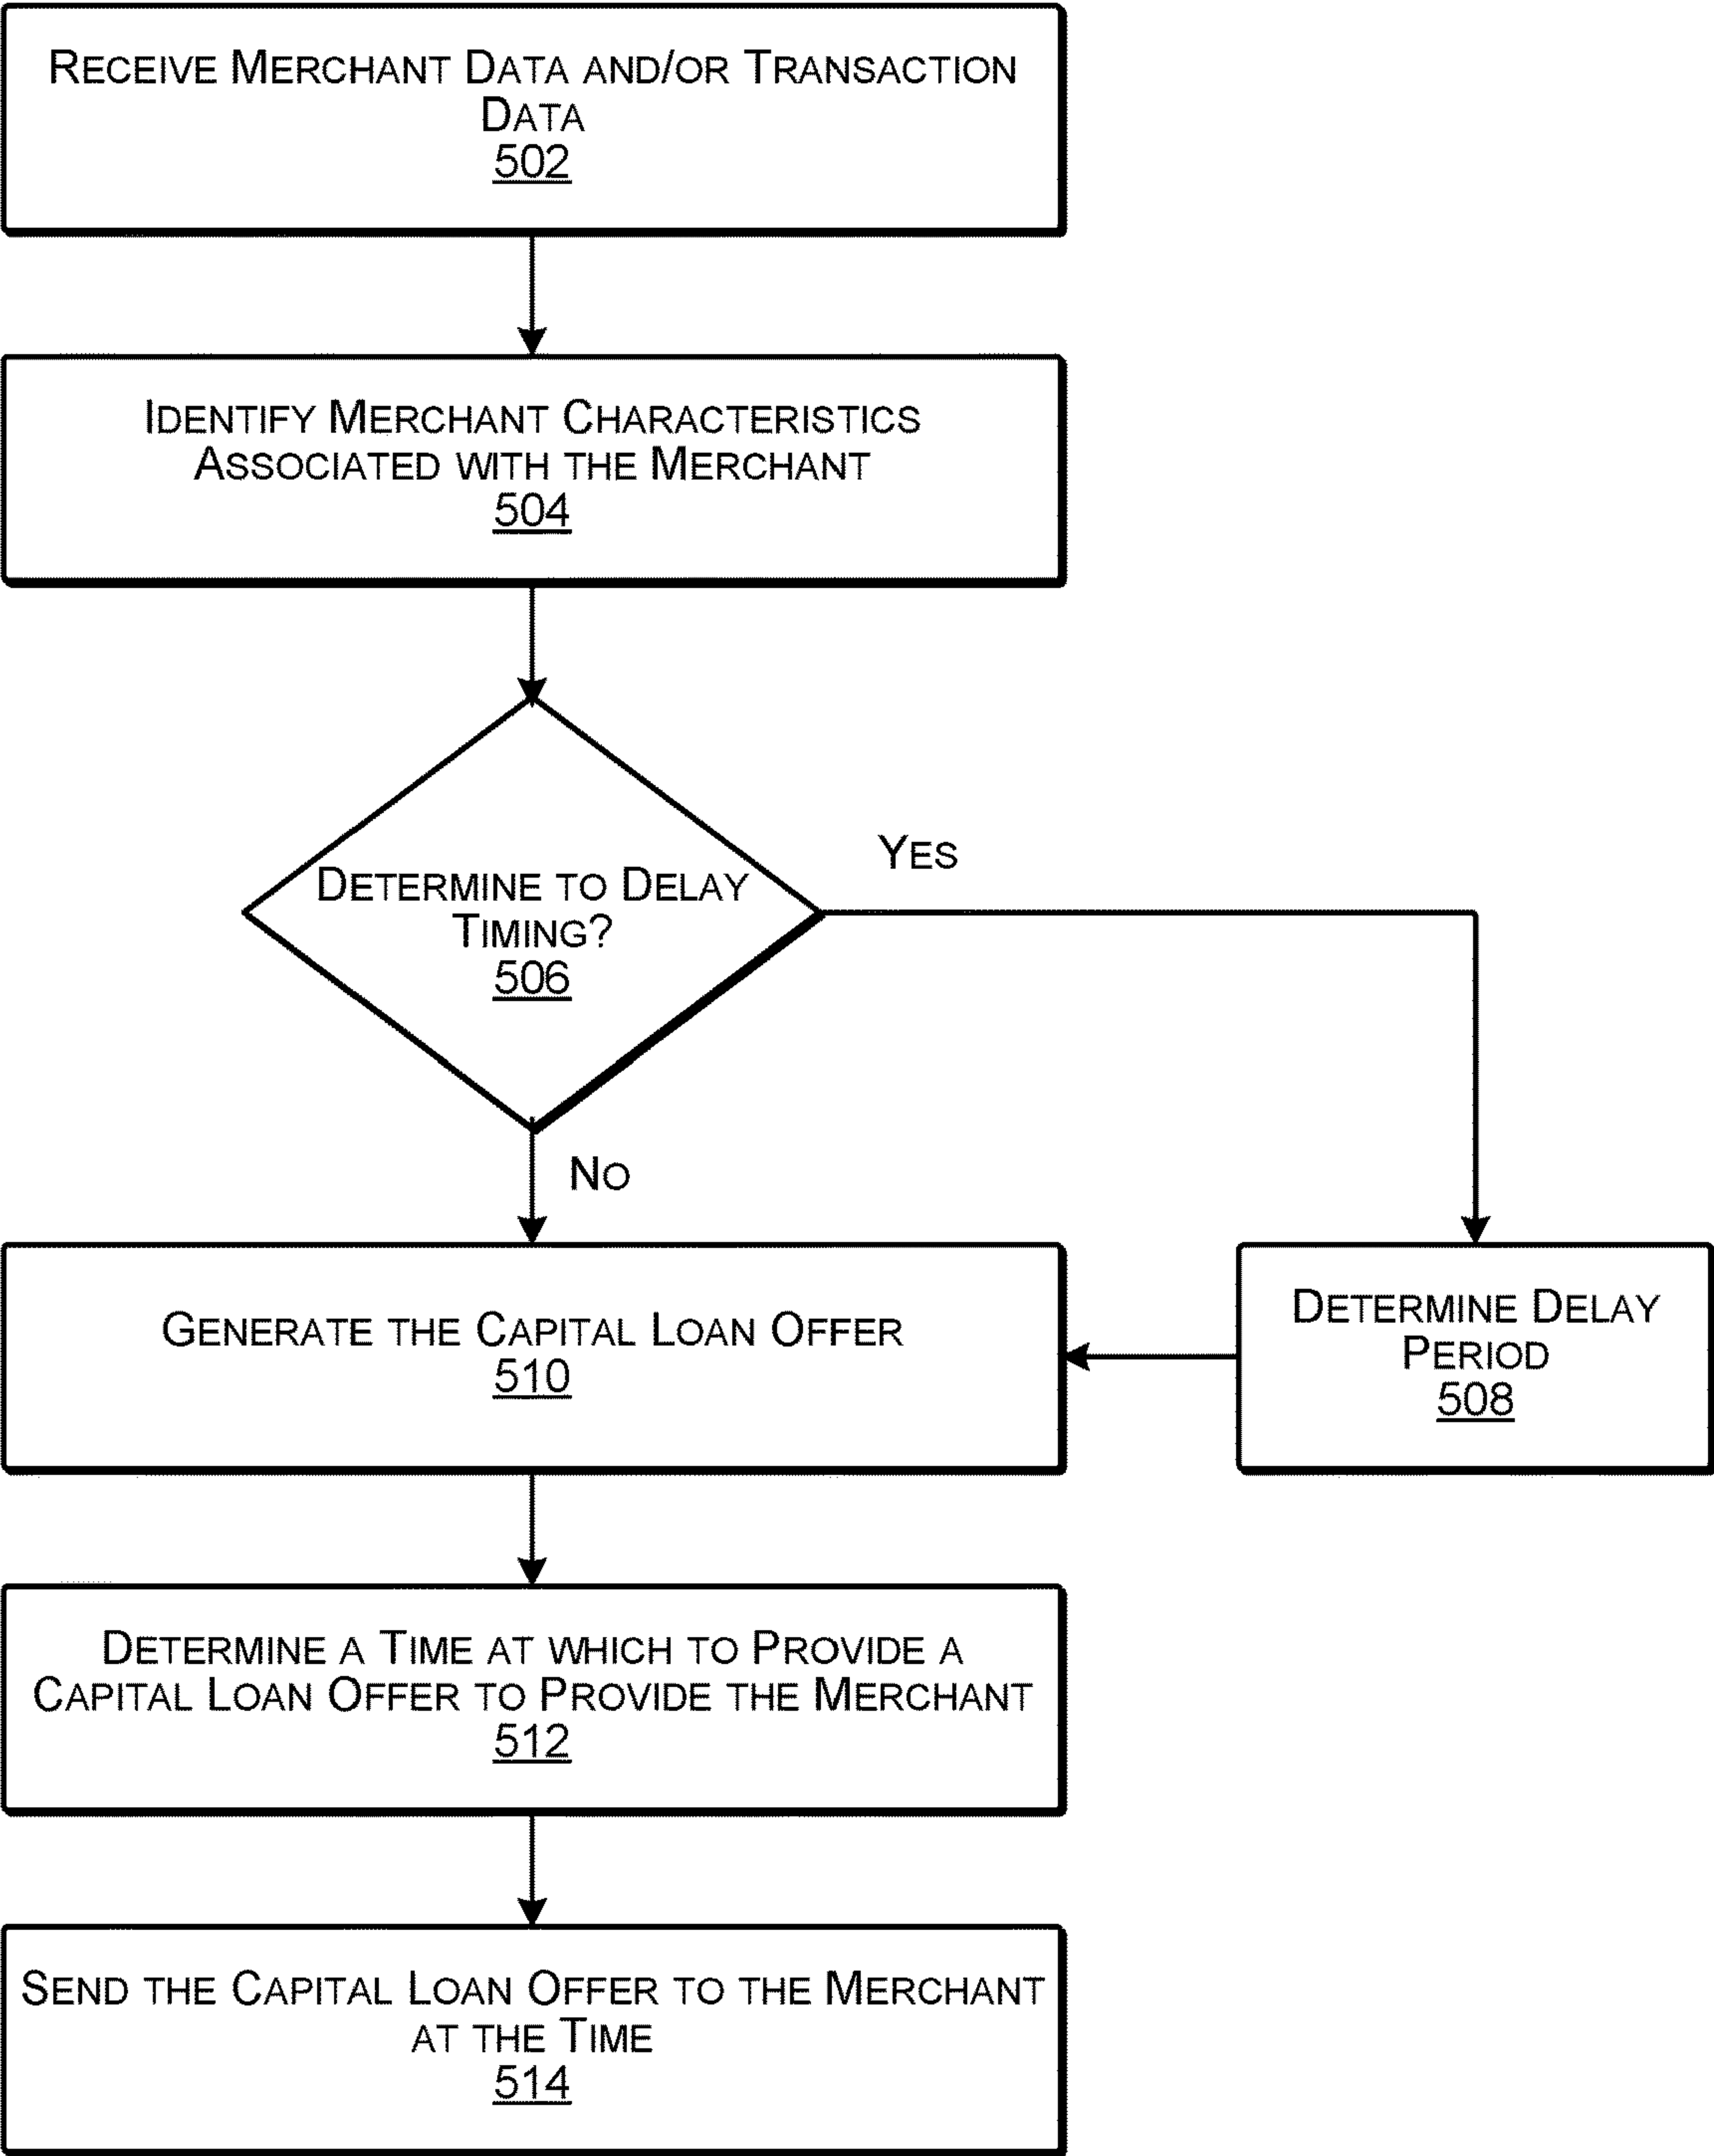 RECEIVE MERCHANT DATA AND/OR TRANSACTION
DATA
502
IDENTIFY MERCHANT CHARACTERISTICS
ASSOCIATED WITH THE MERCHANT
504
DETERMINE TO DELAY
TIMING?
506
YES
NO
GENERATE THE CAPITAL LOAN OFFER
510
DETERMINE DELAY
PERIOD
508
DETERMINE A TIME AT WHICH TO PROVIDE A
CAPITAL LOAN OFFER TO PROVIDE THE MERCHANT
512
SEND THE CAPITAL LOAN OFFER TO THE MERCHANT
AT THE TIME
514